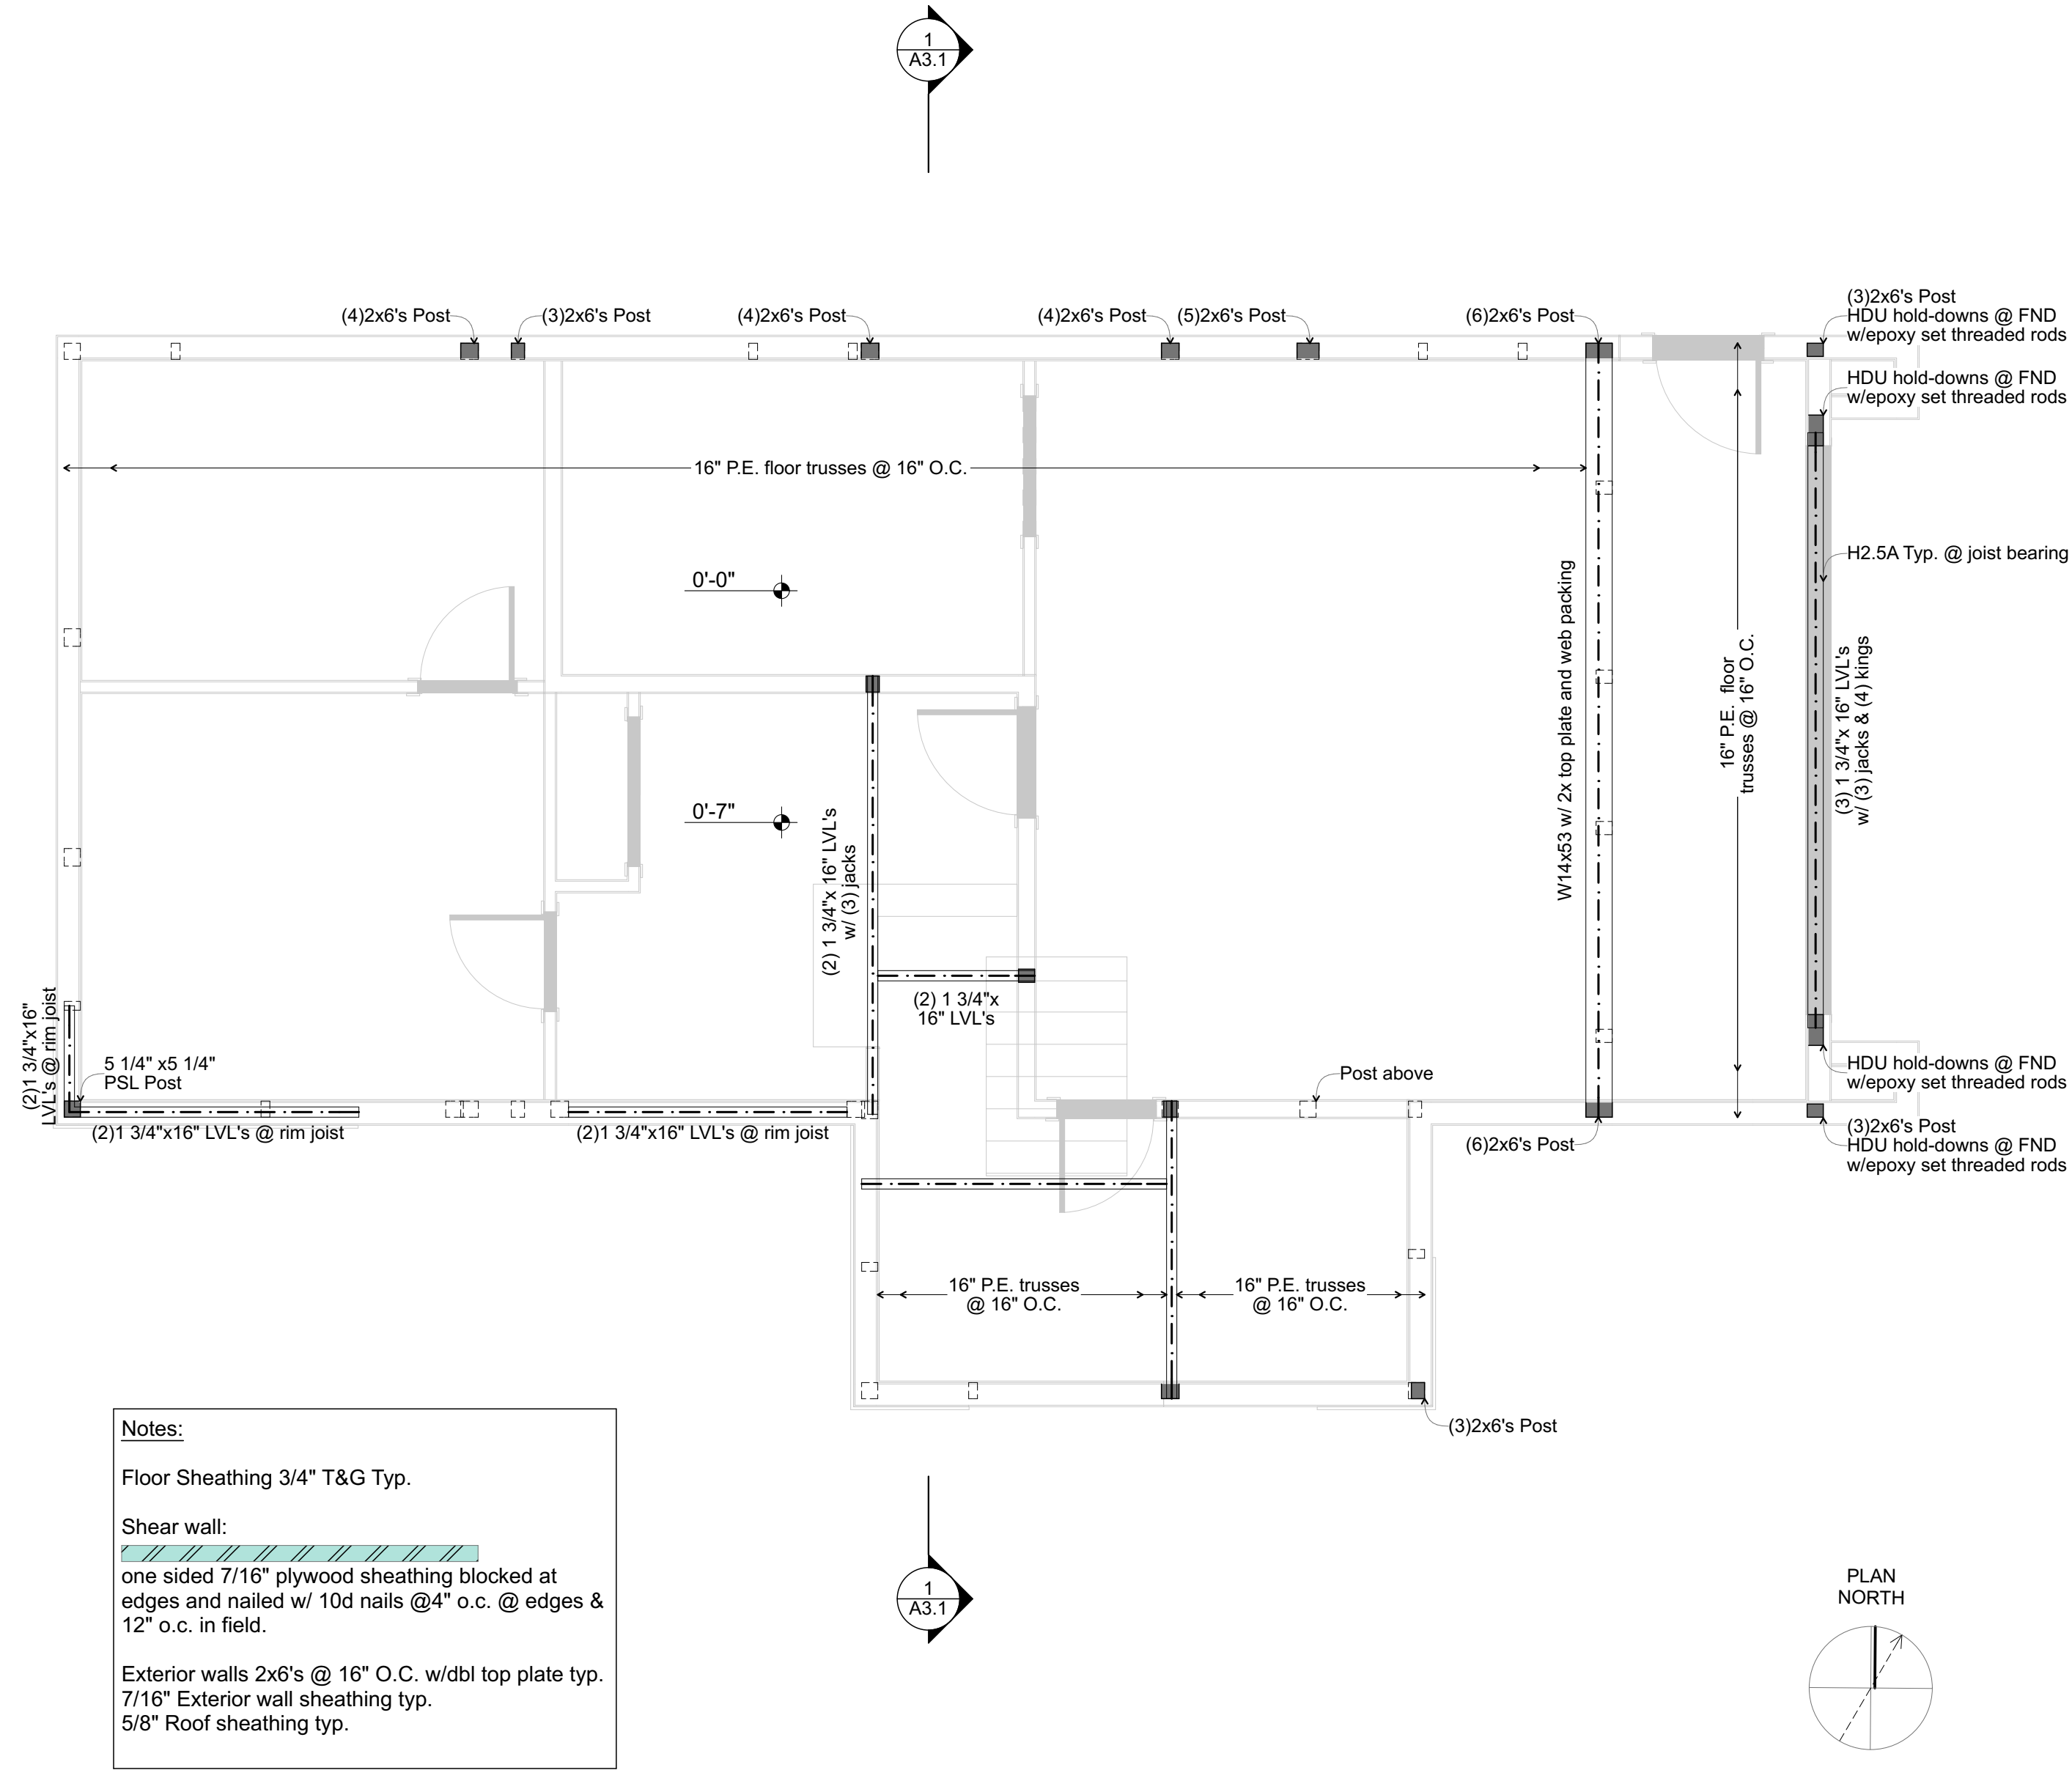 1
A3.1
(4)2x6's Post
(3)2x6's Post
(4)2x6's Post
(4)2x6's Post
(5)2x6's Post
(6)2x6's Post
(3)2x6's Post
HDU hold-downs @ FND
w/epoxy set threaded rods
HDU hold-downs @ FND
w/epoxy set threaded rods
16" P.E. floor trusses @ 16" O.C.
H2.5A Typ. @ joist bearing
0'-0"
W14x53 w/ 2x top plate and web packing
16" P.E. floor
trusses @ 16" O.C.
(3) 1 3/4"x 16" LVL's
w/ (3) jacks & (4) kings
0'-7"
(2) 1 3/4"x 16" LVL's
w/ (3) jacks
(2) 1 3/4"x
16" LVL's
(2)1 3/4"x16"
LVL's @ rim joist
5 1/4" x5 1/4"
PSL Post
Post above
HDU hold-downs @ FND
w/epoxy set threaded rods
(2)1 3/4"x16" LVL's @ rim joist
(2)1 3/4"x16" LVL's @ rim joist
(6)2x6's Post
(3)2x6's Post
HDU hold-downs @ FND
w/epoxy set threaded rods
16" P.E. trusses
@ 16" O.C.
16" P.E. trusses
@ 16" O.C.
(3)2x6's Post
Notes:
Floor Sheathing 3/4" T&G Typ.
Shear wall:
one sided 7/16" plywood sheathing blocked at
edges and nailed w/ 10d nails @4" o.c. @ edges &
12" o.c. in field.
Exterior walls 2x6's @ 16" O.C. w/dbl top plate typ.
7/16" Exterior wall sheathing typ.
5/8" Roof sheathing typ.
1
A3.1
PLAN
NORTH